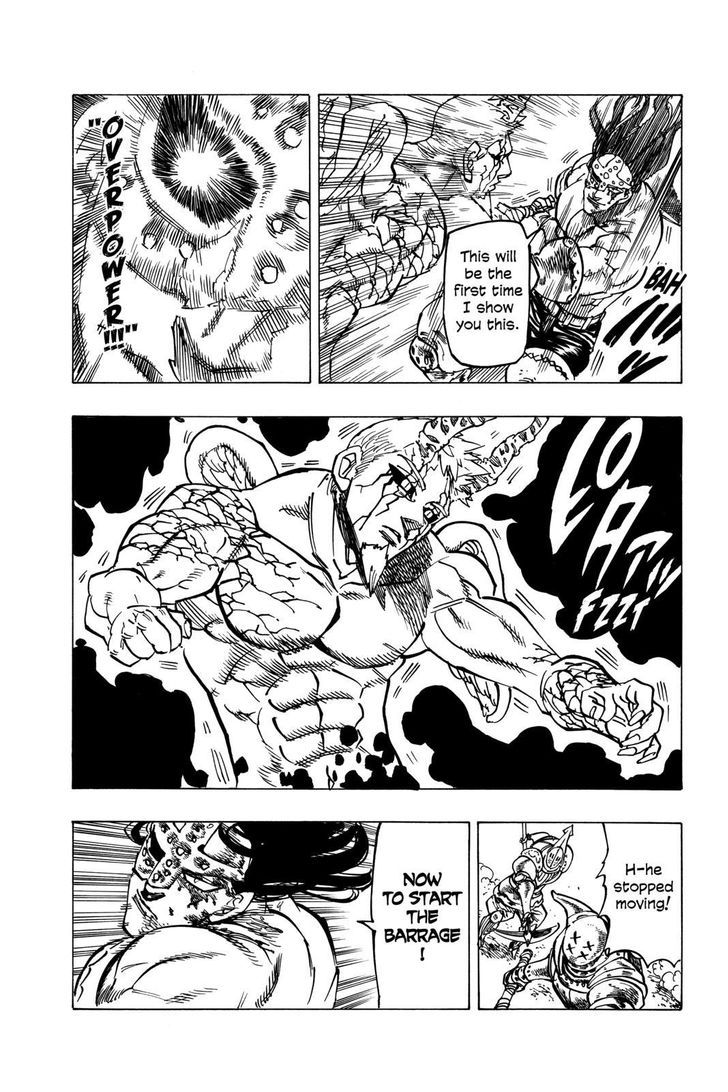 "OVERPOWER!!!"
This will
be the
first time
I show
you this.
BAH
FZZT
NOW
TO START
THE
BARRAGE
!
H-he
stopped
moving!